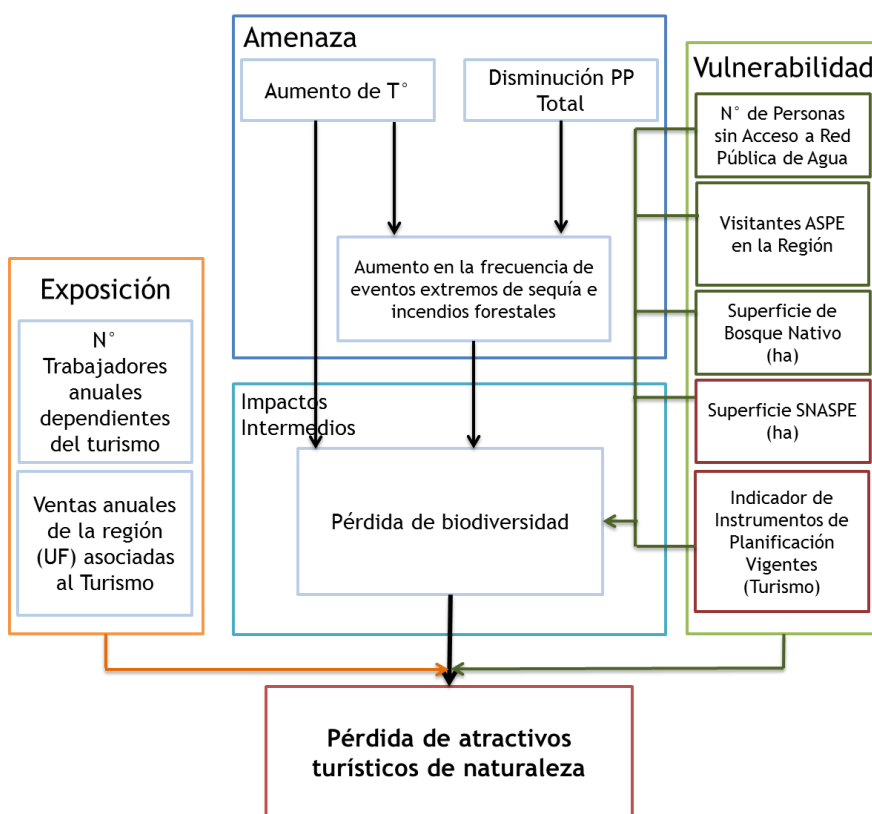 Amenaza
Aumento de T°
Disminución PP
Total
Aumento en la frecuencia de
eventos extremos de sequía e
incendios forestales
Vulnerabilidad
N° de Personas
sin Acceso a Red
Pública de Agua
Visitantes ASPE
en la Región
Superficie de
Bosque Nativo
(ha)
Superficie SNASPE
(ha)
Indicador de
Instrumentos de
Planificación
Vigentes
(Turismo)
Exposición
N°
Trabajadores
anuales
dependientes
del turismo
Ventas anuales
de la región
(UF) asociadas
al Turismo
Impactos
Intermedios
Pérdida de biodiversidad
Pérdida de atractivos
turísticos de naturaleza